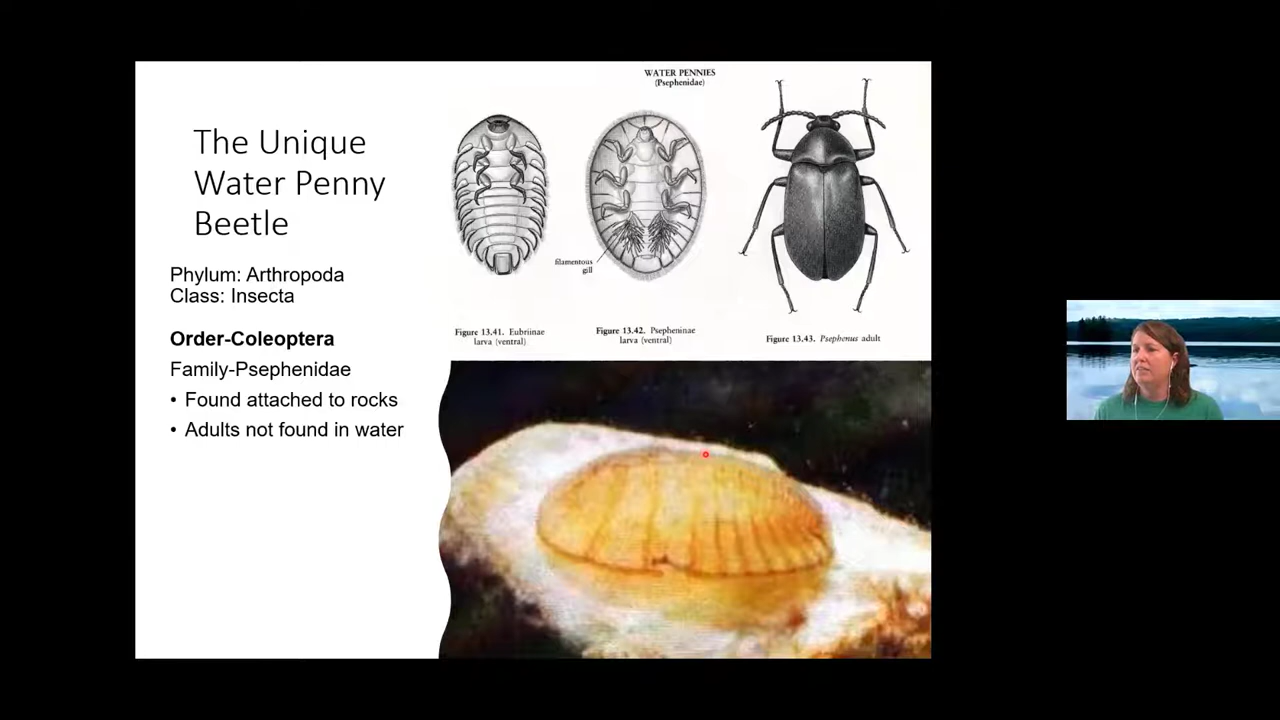 The Unique
Water Penny
Beetle
Phylum: Arthropoda
Class: Insecta
Order-Coleoptera
Family-Psephenidae
• Found attached to rocks
• Adults not found in water
WATER PENNIES
(Psephenidae)
filamentous
gill
Figure 13.41. Eubriinae
larva (ventral)
Figure 13.42. Psepheninae
larva (ventral)
Figure 13.43. Psephenus adult